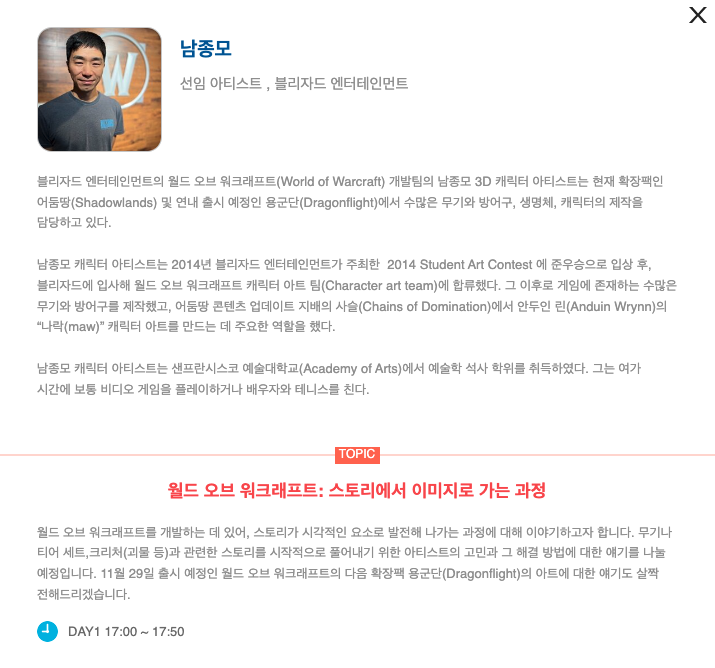 남종모
선임 아티스트 , 블리자드 엔터테인먼트
블리자드 엔터테인먼트의 월드 오브 워크래프트(World of Warcraft) 개발팀의 남종모 3D 캐릭터 아티스트는 현재 확장팩인
어둠땅(Shadowlands) 및 연내 출시 예정인 용군단(Dragonflight)에서 수많은 무기와 방어구, 생명체, 캐릭터의 제작을
담당하고 있다.
남종모 캐릭터 아티스트는 2014년 블리자드 엔터테인먼트가 주최한 2014 Student Art Contest 에 준우승으로 입상 후,
블리자드에 입사해 월드 오브 워크래프트 캐릭터 아트 팀(Character art team)에 합류했다. 그 이후로 게임에 존재하는 수많은
무기와 방어구를 제작했고, 어둠땅 콘텐츠 업데이트 지배의 사슬(Chains of Domination)에서 안두인 린(Anduin Wrynn)의
“나락(maw)” 캐릭터 아트를 만드는 데 주요한 역할을 했다.
남종모 캐릭터 아티스트는 샌프란시스코 예술대학교(Academy of Arts)에서 예술학 석사 학위를 취득하였다. 그는 여가
시간에 보통 비디오 게임을 플레이하거나 배우자와 테니스를 친다.
TOPIC
월드 오브 워크래프트: 스토리에서 이미지로 가는 과정
월드 오브 워크래프트를 개발하는 데 있어, 스토리가 시각적인 요소로 발전해 나가는 과정에 대해 이야기하고자 합니다. 무기나
티어 세트,크리처(괴물 등)과 관련한 스토리를 시작적으로 풀어내기 위한 아티스트의 고민과 그 해결 방법에 대한 얘기를 나눌
예정입니다. 11월 29일 출시 예정인 월드 오브 워크래프트의 다음 확장팩 용군단(Dragonflight)의 아트에 대한 얘기도 살짝
전해드리겠습니다.
DAY1 17:00 ~ 17:50